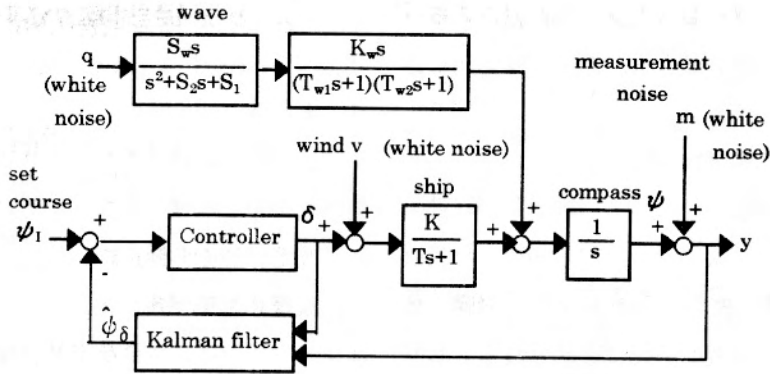 wave
q
(white
noise)
S_w s
s²+S₂s+S₁
K_w s
(T_w1 s+1)(T_w2 s+1)
measurement
noise
m (white
noise)
wind v (white noise)
set
course
ψ_I
+
-
Controller
δ
+
+
ship
K
Ts+1
+
+
compass
1
s
ψ
+
+
y
ψ̂_δ
Kalman filter